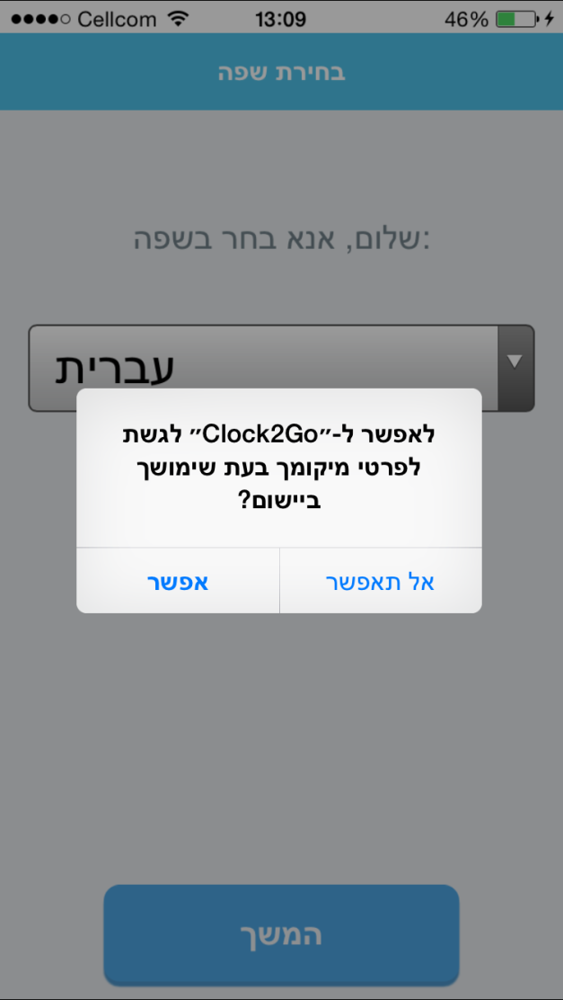 Cellcom 13:09 46%
בחירת שפה
שלום, אנא בחר בשפה:
עברית
לאפשר ל-״Clock2Go״ לגשת
לפרטי מיקומך בעת שימושך
ביישום?
אל תאפשר
אפשר
המשך